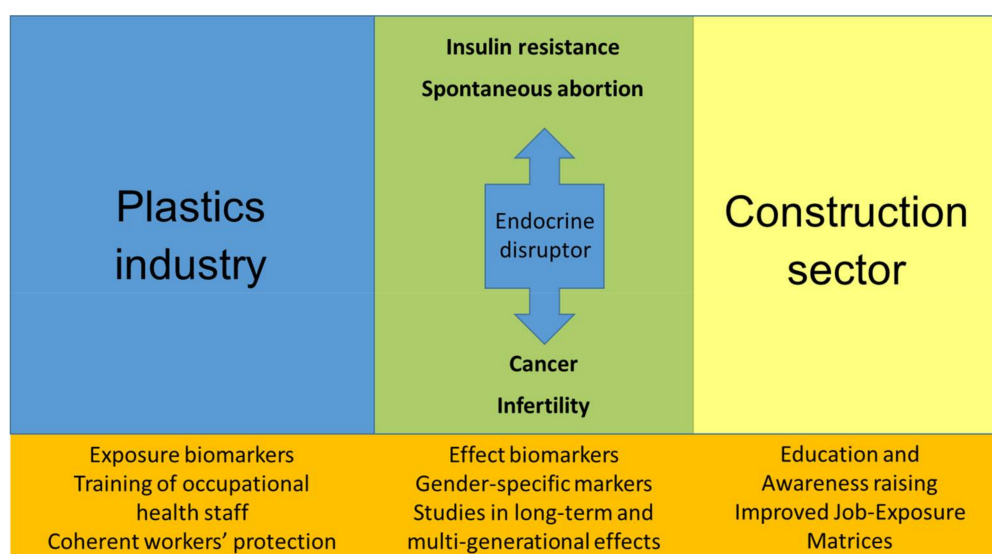 Plastics
industry
Insulin resistance
Spontaneous abortion
Endocrine
disruptor
Cancer
Infertility
Construction
sector
Exposure biomarkers
Training of occupational
health staff
Coherent workers’ protection
Effect biomarkers
Gender-specific markers
Studies in long-term and
multi-generational effects
Education and
Awareness raising
Improved Job-Exposure
Matrices